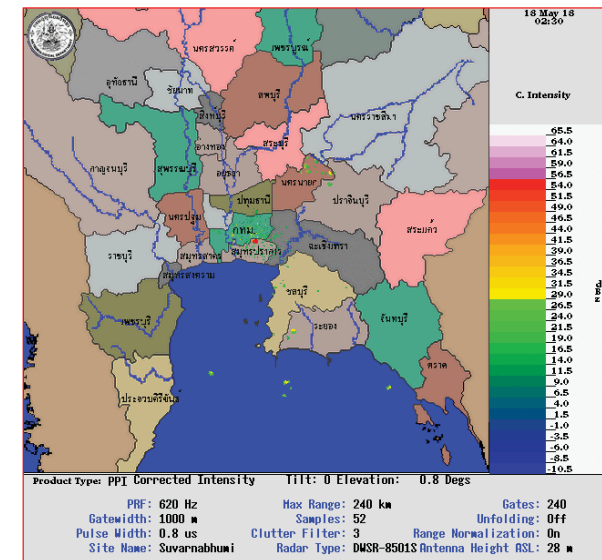 18 May 16
02:30
C. Intensity
65.5
64.0
61.5
59.0
56.5
54.0
51.5
49.0
46.5
44.0
41.5
39.0
36.5
34.0
31.5
29.0
26.5
24.0
21.5
19.0
16.5
14.0
11.5
9.0
6.5
4.0
1.5
-1.0
-3.5
-6.0
-8.5
-10.5
นครสวรรค์
เพชรบูรณ์
อุทัยธานี
ชัยนาท
ลพบุรี
สิงหบุรี
นครราชสีมา
สระบุรี
อ่างทอง
กาญจนบุรี
สุพรรณบุรี
อยุธยา
นครนายก
ปราจีนบุรี
ปทุมธานี
นครปฐม
สระแก้ว
กทม.
สมุทรปราการ
ฉะเชิงเทรา
ราชบุรี
สมุทรสาคร
สมุทรสงคราม
ชลบุรี
เพชรบุรี
ระยอง
จันทบุรี
ตราด
ประจวบคีรีขันธ์
Product Type: PPI Corrected Intensity Tilt: 0 Elevation: 0.8 Degs
PRF: 620 Hz Max Range: 240 km Gates: 240
Gatewidth: 1000 m Samples: 52 Unfolding: Off
Pulse Width: 0.8 us Clutter Filter: 3 Range Normalization: On
Site Name: Suvarnabhumi Radar Type: DWSR-8501S Antenna Height ASL: 28 m